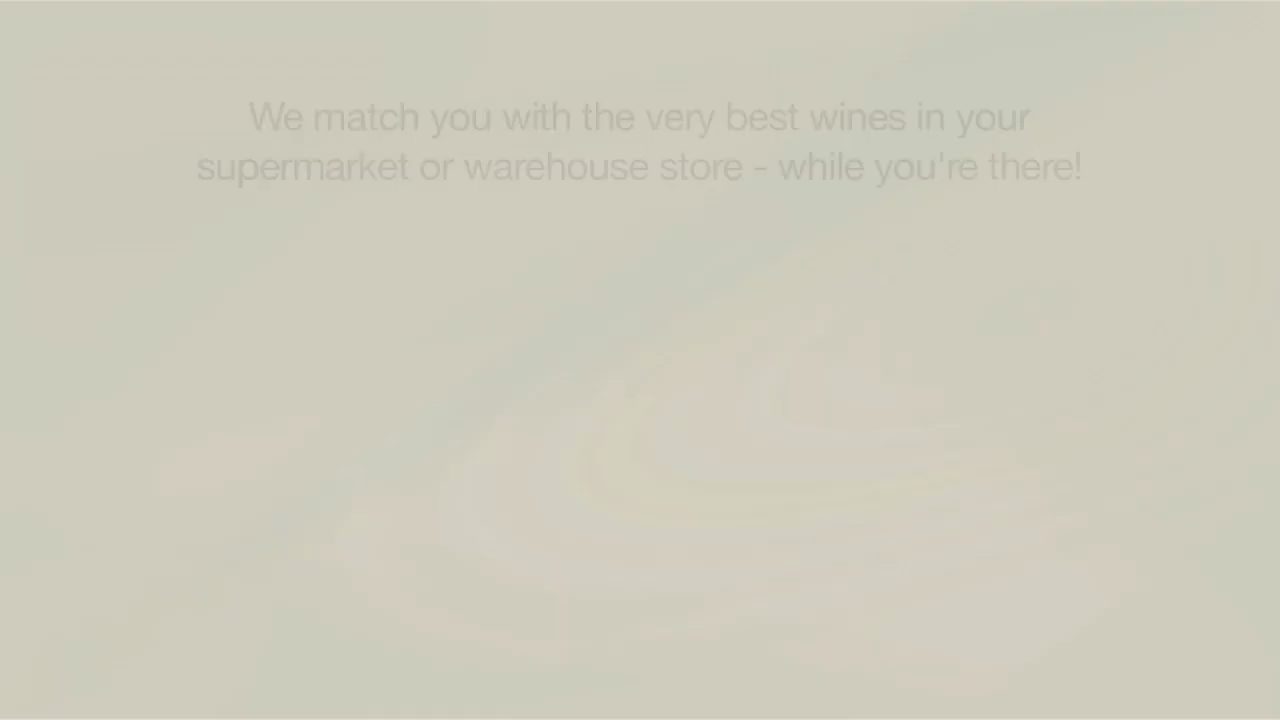 We match you with the very best wines in your
supermarket or warehouse store - while you're there!